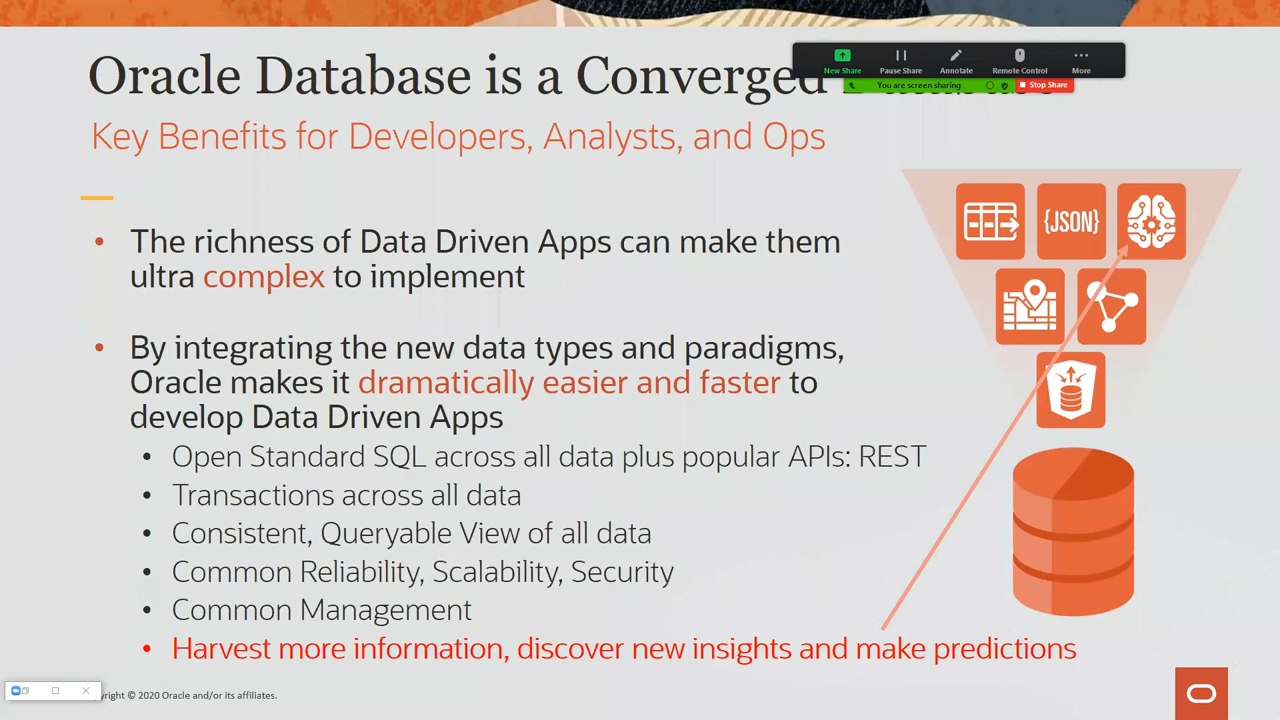 Oracle Database is a Converged
New Share
Pause Share
Annotate
Remote Control
More
You are screen sharing
Stop Share
Key Benefits for Developers, Analysts, and Ops
{JSON}
• The richness of Data Driven Apps can make them
ultra complex to implement
• By integrating the new data types and paradigms,
Oracle makes it dramatically easier and faster to
develop Data Driven Apps
• Open Standard SQL across all data plus popular APIs: REST
• Transactions across all data
• Consistent, Queryable View of all data
• Common Reliability, Scalability, Security
• Common Management
• Harvest more information, discover new insights and make predictions
© 2020 Oracle and/or its affiliates.